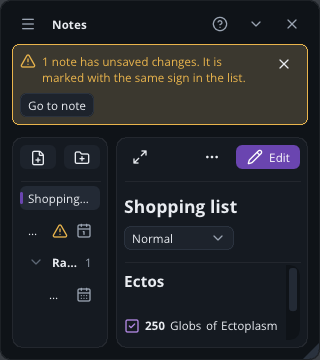 Notes
1 note has unsaved changes. It is
marked with the same sign in the list.
Go to note
Edit
Shopping...
...
Ra... 1
...
Shopping list
Normal
Ectos
250 Globs of Ectoplasm